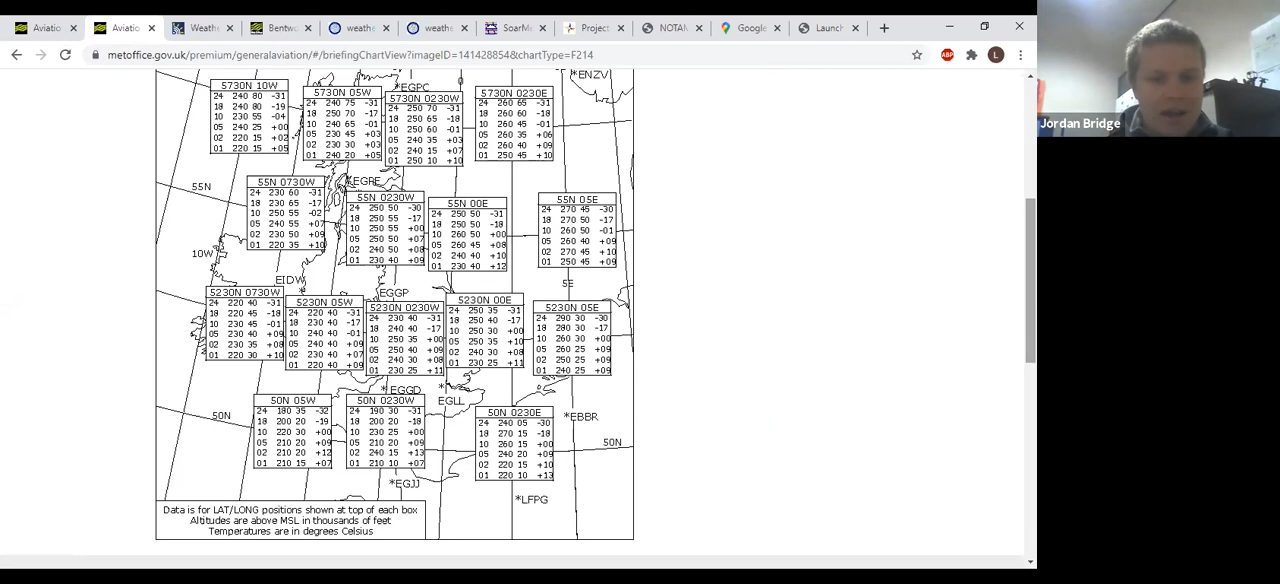 Aviatio
Aviatio
Weathe
Bentwo
weathe
weathe
SoarMe
Project
NOTAM
Google
Launch
metoffice.gov.uk/premium/generalaviation/#/briefingChartView?imageID=141428854&chartType=F214
ABP
L
Jordan Bridge
*ENZV
*EGPC
5730N 10W
24 240 80 -31
18 240 80 -19
10 230 55 -04
05 240 25 +00
02 220 15 +02
01 220 15 +05
5730N 05W
24 240 75 -31
18 250 70 -17
10 240 65 -01
05 230 45 +03
02 230 30 +03
01 240 20 +05
5730N 0230W
24 250 70 -31
18 250 65 -18
10 250 60 -01
05 240 35 +03
02 240 15 +07
01 250 10 +10
5730N 0230E
24 260 65 -31
18 260 60 -18
10 260 45 -01
05 260 35 +06
02 260 40 +09
01 250 45 +10
55N
*EGPF
55N 0730W
24 230 60 -31
18 230 65 -17
10 250 55 -02
05 240 55 +07
02 230 50 +09
01 220 35 +10
55N 0230W
24 250 50 -30
18 250 55 -17
10 250 55 +00
05 250 50 +07
02 240 50 +08
01 230 40 +09
55N 00E
24 250 50 -31
18 250 50 -18
10 250 50 +00
05 260 45 +08
02 240 40 +10
01 230 40 +12
55N 05E
24 270 45 -30
18 270 50 -17
10 260 50 -01
05 260 40 +09
02 270 45 +10
01 250 45 +09
10W
EIDW
*
5E
EGGP
5230N 0730W
24 220 40 -31
18 220 45 -18
10 230 45 -01
05 230 40 +09
02 230 35 +08
01 220 30 +10
5230N 05W
24 220 40 -31
18 230 40 -17
10 240 40 -01
05 240 40 +09
02 230 40 +07
01 220 40 +09
5230N 0230W
24 230 40 -31
18 240 40 -17
10 250 35 +00
05 250 40 +09
02 240 30 +08
01 230 25 +11
5230N 00E
24 250 35 -31
18 250 40 -17
10 250 30 +00
05 250 35 +10
02 240 30 +08
01 230 25 +11
5230N 05E
24 290 30 -30
18 280 30 -17
10 260 30 +00
05 260 25 +09
02 250 25 +09
01 240 25 +09
*EGGD
*
EGLL
50N
50N 05W
24 180 35 -32
18 200 20 -19
10 220 30 +00
05 210 20 +09
02 210 20 +12
01 210 15 +07
50N 0230W
24 190 30 -31
18 200 20 -18
10 230 25 +00
05 210 20 +09
02 240 15 +13
01 210 10 +07
50N 0230E
24 240 05 -30
18 270 15 -18
10 260 15 +00
05 240 20 +09
02 220 15 +10
01 220 10 +13
*EBBR
50N
*EGJJ
*LFPG
Data is for LAT/LONG positions shown at top of each box
Altitudes are above MSL in thousands of feet
Temperatures are in degrees Celsius